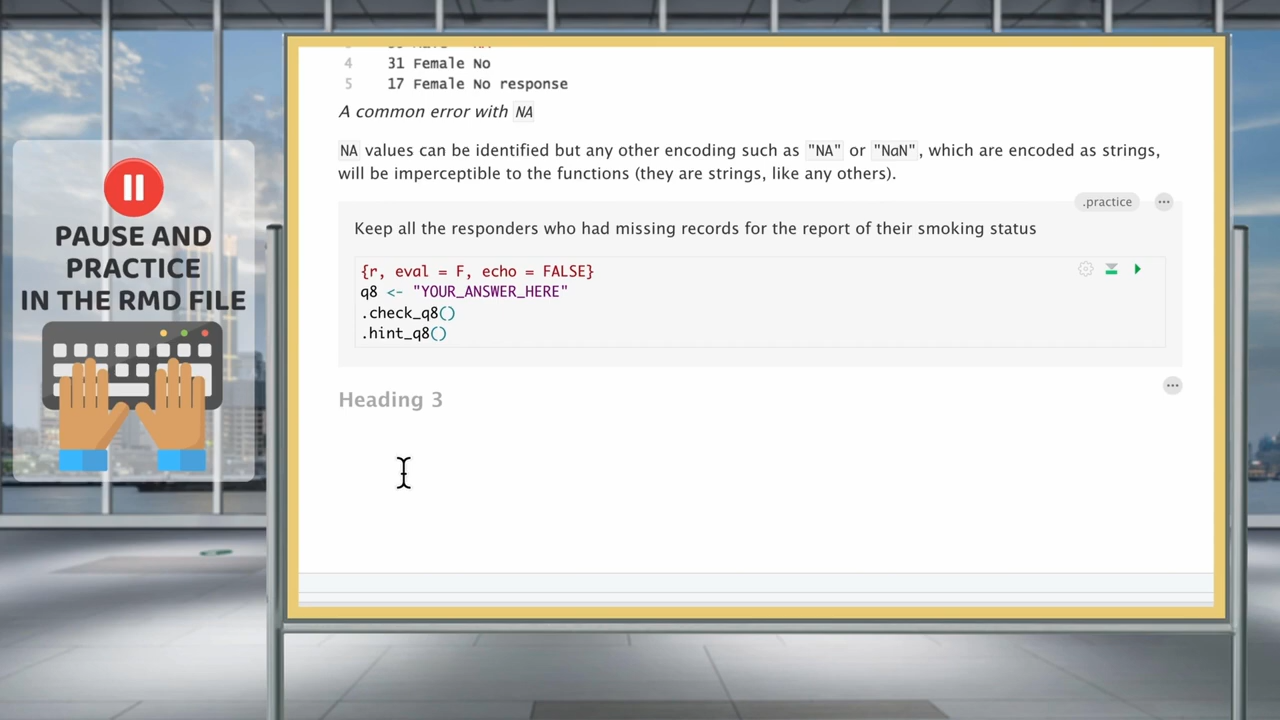 4 31 Female No
5 17 Female No response
A common error with NA
NA values can be identified but any other encoding such as "NA" or "NaN", which are encoded as strings,
will be imperceptible to the functions (they are strings, like any others).
.practice
Keep all the responders who had missing records for the report of their smoking status
{r, eval = F, echo = FALSE}
q8 <- "YOUR_ANSWER_HERE"
.check_q8()
.hint_q8()
Heading 3
PAUSE AND
PRACTICE
IN THE RMD FILE